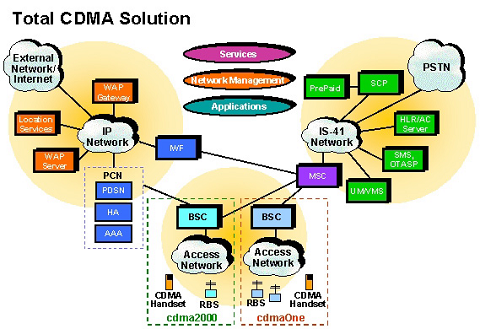 Total CDMA Solution
External
Network/
Internet
WAP
Gateway
Location
Services
WAP
Server
IP
Network
PCN
PDSN
HA
AAA
IWF
Services
Network Management
Applications
PSTN
PrePaid
SCP
HLR/AC
Server
IS-41
Network
SMS,
OTASP
UM/VMS
MSC
BSC
Access
Network
CDMA
Handset
RBS
cdma2000
BSC
Access
Network
RBS
CDMA
Handset
cdmaOne